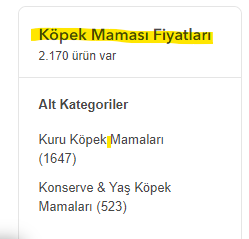 Köpek Maması Fiyatları
2.170 ürün var
Alt Kategoriler
Kuru Köpek Mamaları
(1647)
Konserve & Yaş Köpek
Mamaları (523)